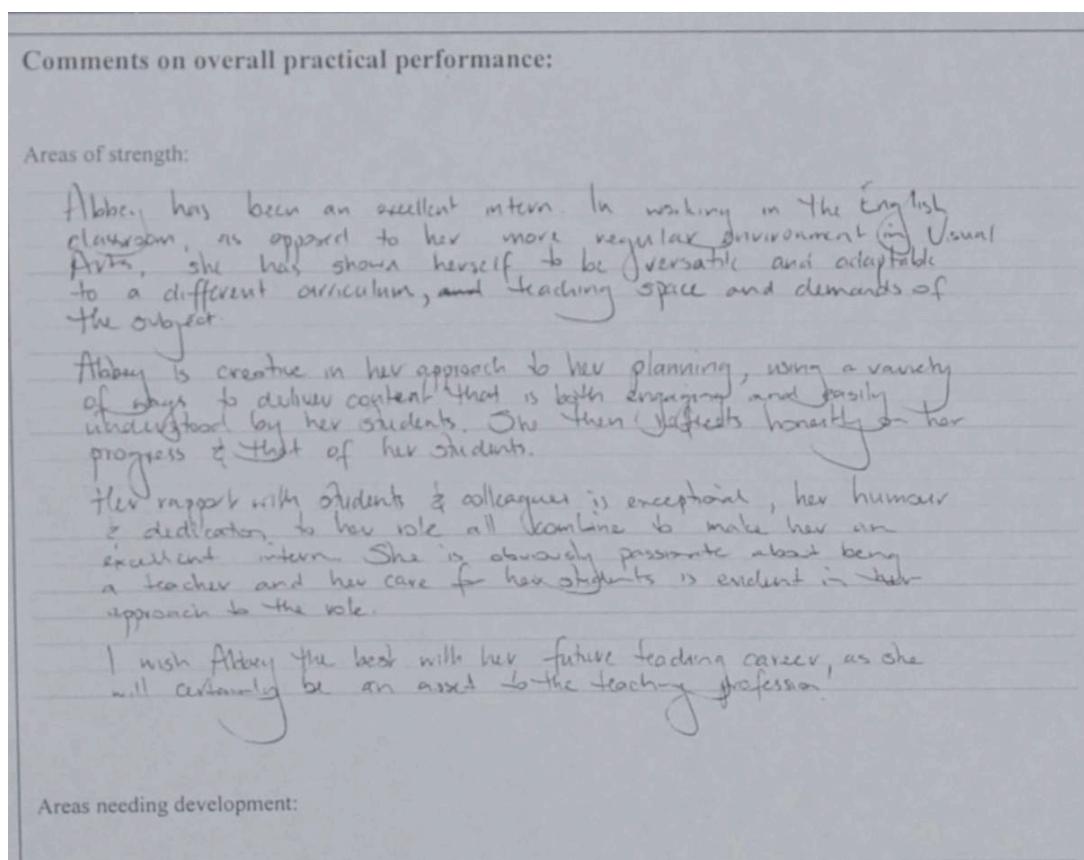 Comments on overall practical performance:
Areas of strength:
Abbey has been an excellent intern. In working in the English
classroom, as opposed to her more regular environment in Visual
Arts, she has shown herself to be versatile and adaptable
to a different curriculum, and teaching space and demands of
the subject.
Abbey is creative in her approach to her planning, using a variety
of ways to deliver content that is both engaging and easily
understood by her students. She then reflects honestly on her
progress & that of her students.
Her rapport with students & colleagues is exceptional, her humour
& dedication to her role all combine to make her an
excellent intern. She is obviously passionate about being
a teacher and her care for her students is evident in her
approach to the role.
I wish Abbey the best with her future teaching career, as she
will certainly be an asset to the teaching profession!
Areas needing development: